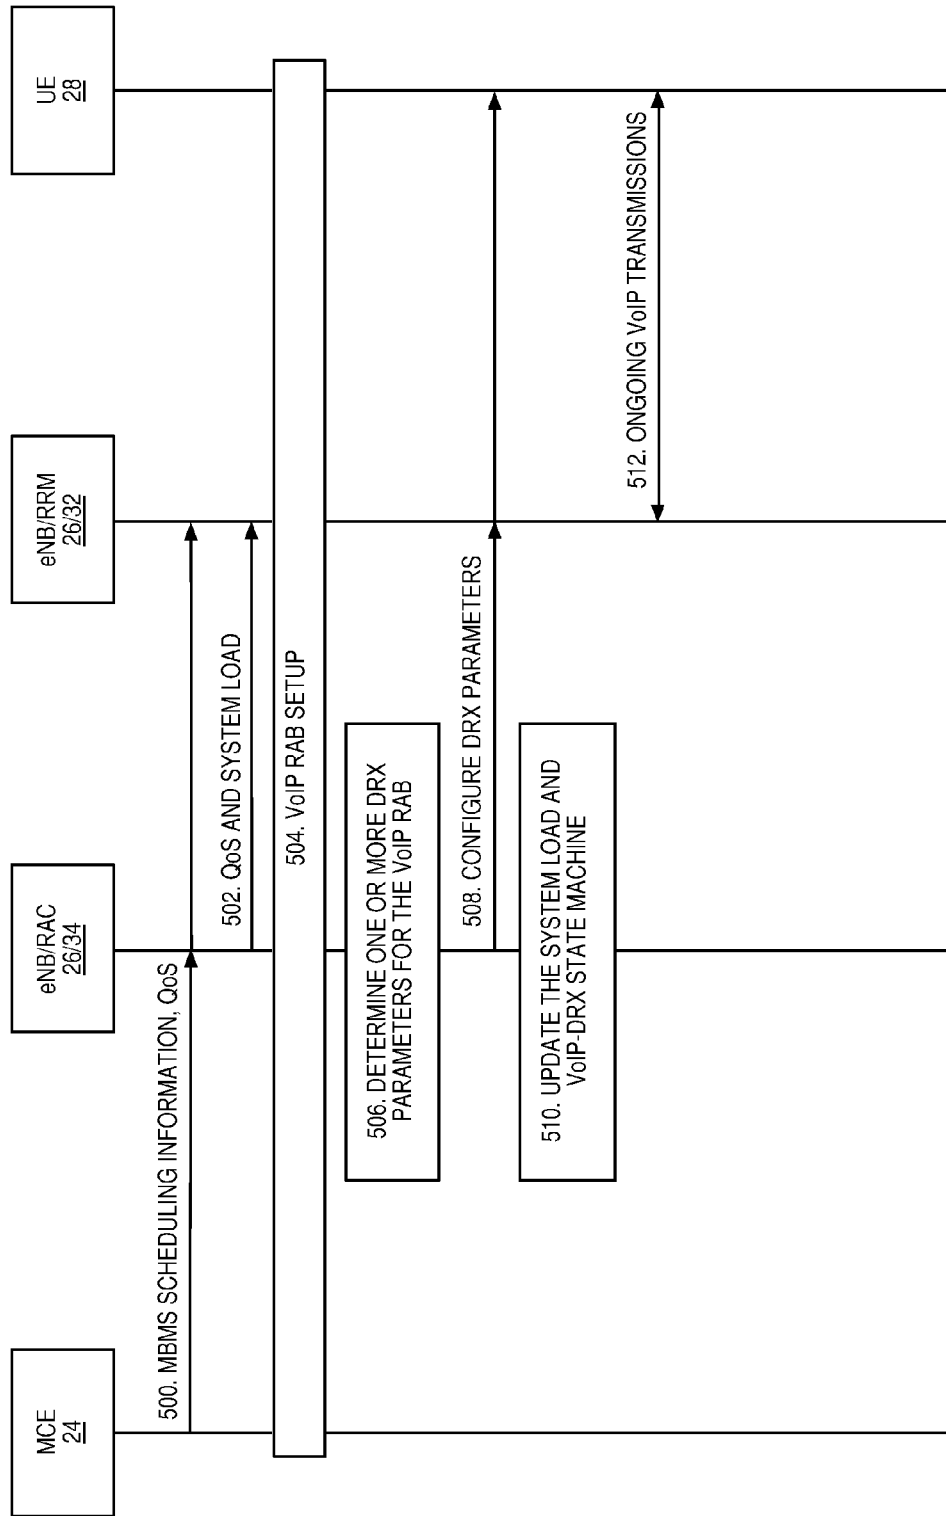 MCE
24
eNB/RAC
26/34
eNB/RRM
26/32
UE
28
500. MBMS SCHEDULING INFORMATION, QoS
502. QoS AND SYSTEM LOAD
504. VoIP RAB SETUP
506. DETERMINE ONE OR MORE DRX
PARAMETERS FOR THE VoIP RAB
508. CONFIGURE DRX PARAMETERS
510. UPDATE THE SYSTEM LOAD AND
VoIP-DRX STATE MACHINE
512. ONGOING VoIP TRANSMISSIONS